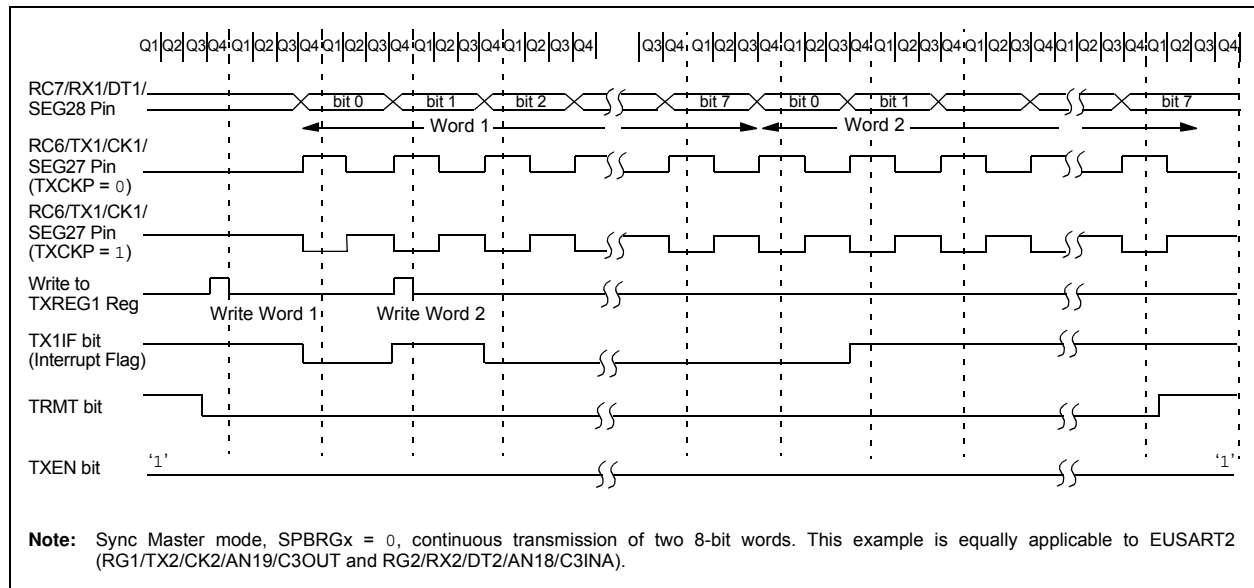 Q1 Q2 Q3 Q4 Q1 Q2 Q3 Q4 Q1 Q2 Q3 Q4 Q1 Q2 Q3 Q4 Q1 Q2 Q3 Q4 Q3 Q4 Q1 Q2 Q3 Q4 Q1 Q2 Q3 Q4 Q1 Q2 Q3 Q4 Q1 Q2 Q3 Q4 Q1 Q2 Q3 Q4 Q1 Q2 Q3 Q4
RC7/RX1/DT1/
SEG28 Pin
bit 0 bit 1 bit 2 bit 7 bit 0 bit 1 bit 7
Word 1 Word 2
RC6/TX1/CK1/
SEG27 Pin
(TXCKP = 0)
RC6/TX1/CK1/
SEG27 Pin
(TXCKP = 1)
Write to
TXREG1 Reg
Write Word 1 Write Word 2
TX1IF bit
(Interrupt Flag)
TRMT bit
TXEN bit
‘1’ ‘1’
Note: Sync Master mode, SPBRGx = 0, continuous transmission of two 8-bit words. This example is equally applicable to EUSART2
(RG1/TX2/CK2/AN19/C3OUT and RG2/RX2/DT2/AN18/C3INA).